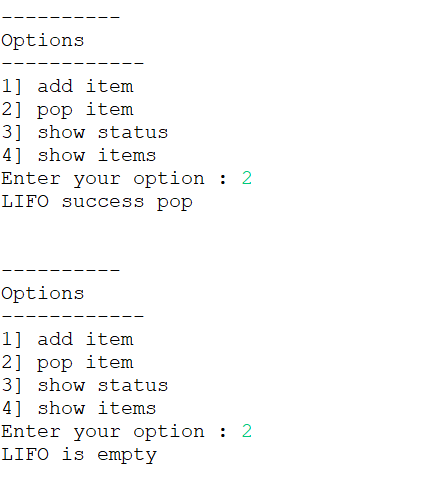 ----------
Options
------------
1] add item
2] pop item
3] show status
4] show items
Enter your option : 2
LIFO success pop
----------
Options
------------
1] add item
2] pop item
3] show status
4] show items
Enter your option : 2
LIFO is empty